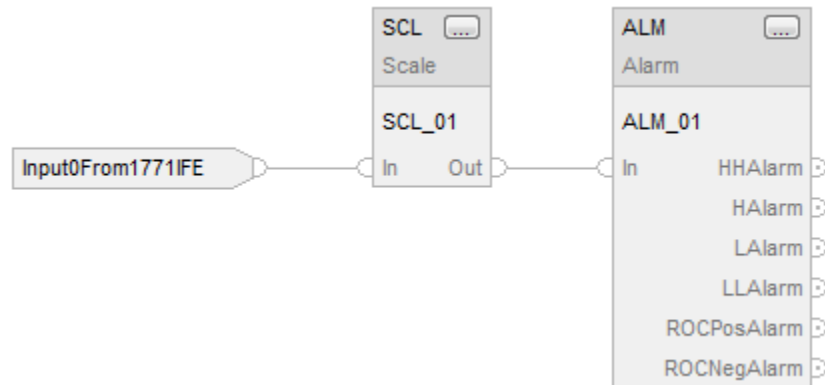 SCL ...
Scale
SCL_01
In Out
ALM ...
Alarm
ALM_01
In HHAlarm
HAlarm
LAlarm
LLAlarm
ROCPosAlarm
ROCNegAlarm
Input0From1771IFE